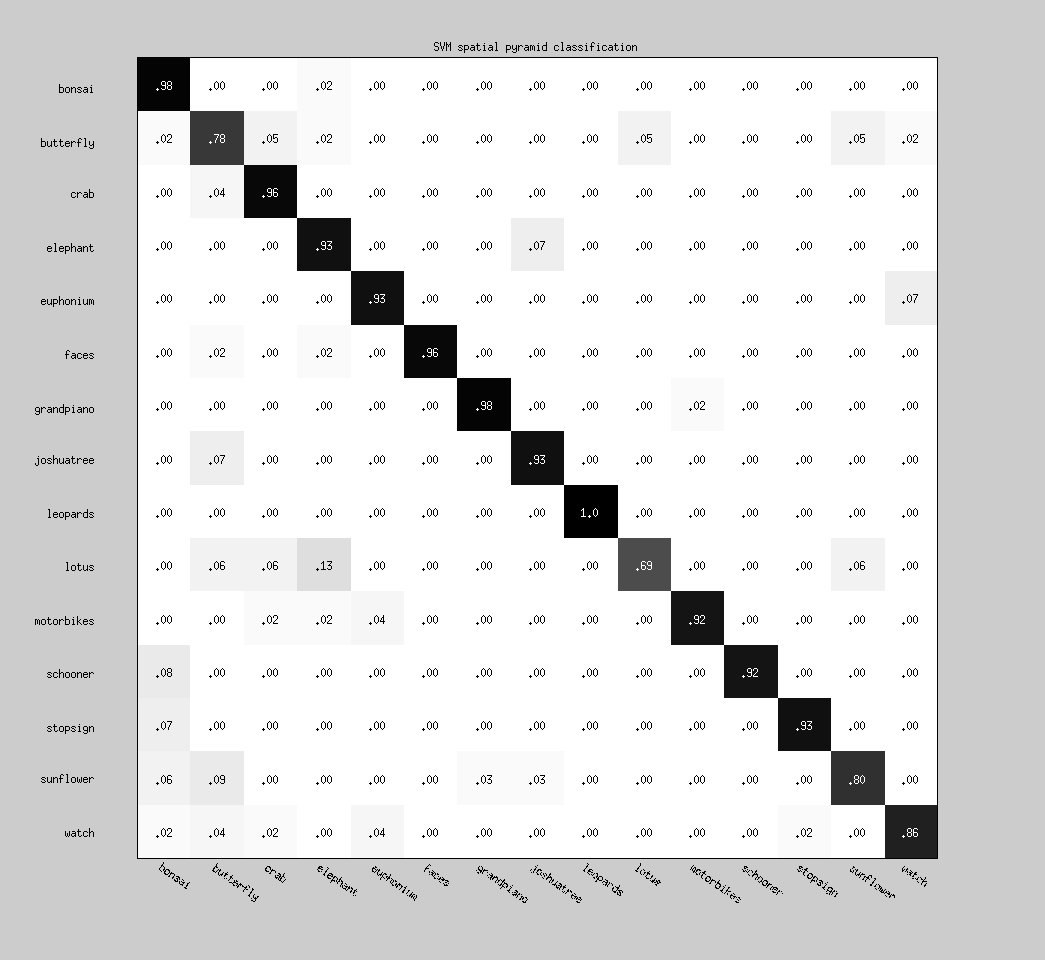 SVM spatial pyramid classification
bonsai .98 .00 .00 .02 .00 .00 .00 .00 .00 .00 .00 .00 .00 .00 .00
butterfly .02 .78 .05 .02 .00 .00 .00 .00 .00 .05 .00 .00 .00 .05 .02
crab .00 .04 .96 .00 .00 .00 .00 .00 .00 .00 .00 .00 .00 .00 .00
elephant .00 .00 .00 .93 .00 .00 .00 .07 .00 .00 .00 .00 .00 .00 .00
euphonium .00 .00 .00 .00 .93 .00 .00 .00 .00 .00 .00 .00 .00 .00 .07
faces .00 .02 .00 .02 .00 .96 .00 .00 .00 .00 .00 .00 .00 .00 .00
grandpiano .00 .00 .00 .00 .00 .00 .98 .00 .00 .00 .02 .00 .00 .00 .00
joshuatree .00 .07 .00 .00 .00 .00 .00 .93 .00 .00 .00 .00 .00 .00 .00
leopards .00 .00 .00 .00 .00 .00 .00 .00 1.0 .00 .00 .00 .00 .00 .00
lotus .00 .06 .06 .13 .00 .00 .00 .00 .00 .69 .00 .00 .00 .06 .00
motorbikes .00 .00 .02 .02 .04 .00 .00 .00 .00 .00 .92 .00 .00 .00 .00
schooner .08 .00 .00 .00 .00 .00 .00 .00 .00 .00 .00 .92 .00 .00 .00
stopsign .07 .00 .00 .00 .00 .00 .00 .00 .00 .00 .00 .00 .93 .00 .00
sunflower .06 .09 .00 .00 .00 .00 .03 .03 .00 .00 .00 .00 .00 .80 .00
watch .02 .04 .02 .00 .04 .00 .00 .00 .00 .00 .00 .00 .02 .00 .86
bonsai butterfly crab elephant euphonium faces grandpiano joshuatree leopards lotus motorbikes schooner stopsign sunflower watch